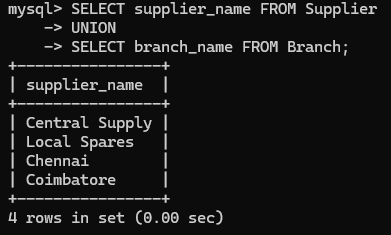 mysql> SELECT supplier_name FROM Supplier
    -> UNION
    -> SELECT branch_name FROM Branch;
+----------------+
| supplier_name  |
+----------------+
| Central Supply |
| Local Spares   |
| Chennai        |
| Coimbatore     |
+----------------+
4 rows in set (0.00 sec)